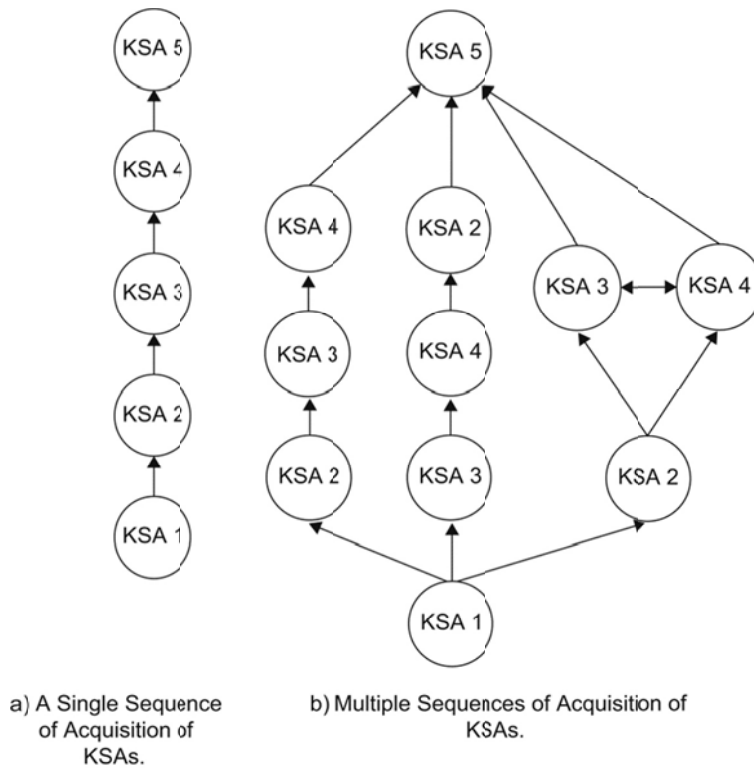 KSA 5
KSA 4
KSA 3
KSA 2
KSA 1
a) A Single Sequence
of Acquisition of
KSAs.
KSA 5
KSA 4
KSA 3
KSA 2
KSA 2
KSA 4
KSA 3
KSA 3
KSA 4
KSA 2
KSA 1
b) Multiple Sequences of Acquisition of
KSAs.